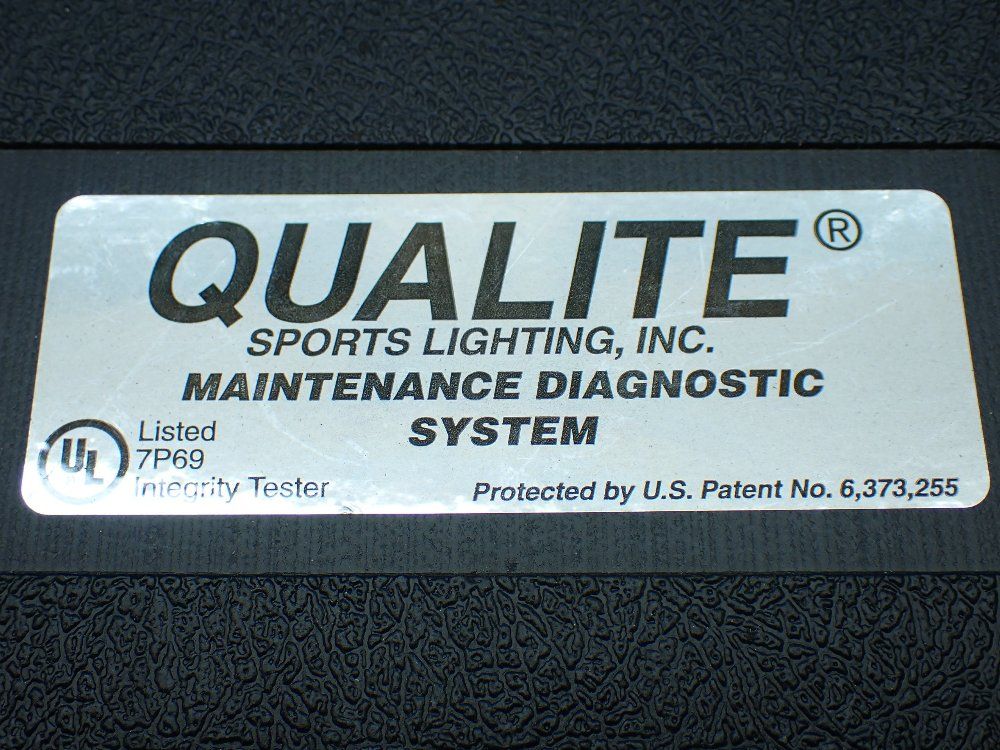 QUALITE®
SPORTS LIGHTING, INC.
MAINTENANCE DIAGNOSTIC
SYSTEM
UL
Listed
7P69
Integrity Tester
Protected by U.S. Patent No. 6,373,255